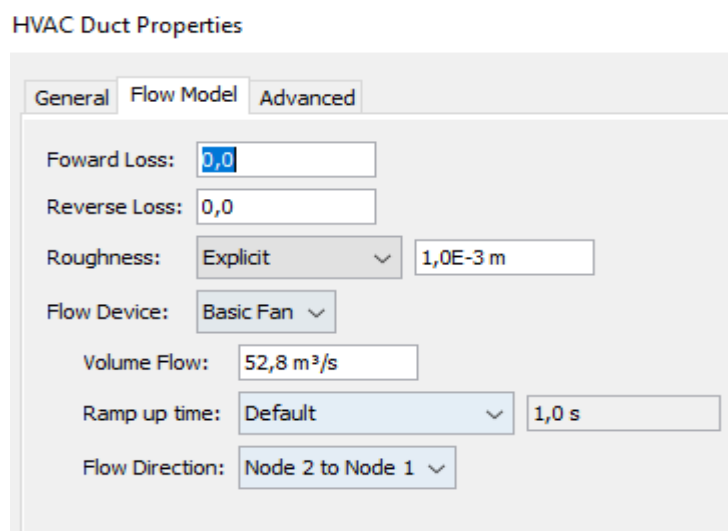 HVAC Duct Properties
General Flow Model Advanced
Foward Loss: 0,0
Reverse Loss: 0,0
Roughness: Explicit 1,0E-3 m
Flow Device: Basic Fan
Volume Flow: 52,8 m³/s
Ramp up time: Default 1,0 s
Flow Direction: Node 2 to Node 1